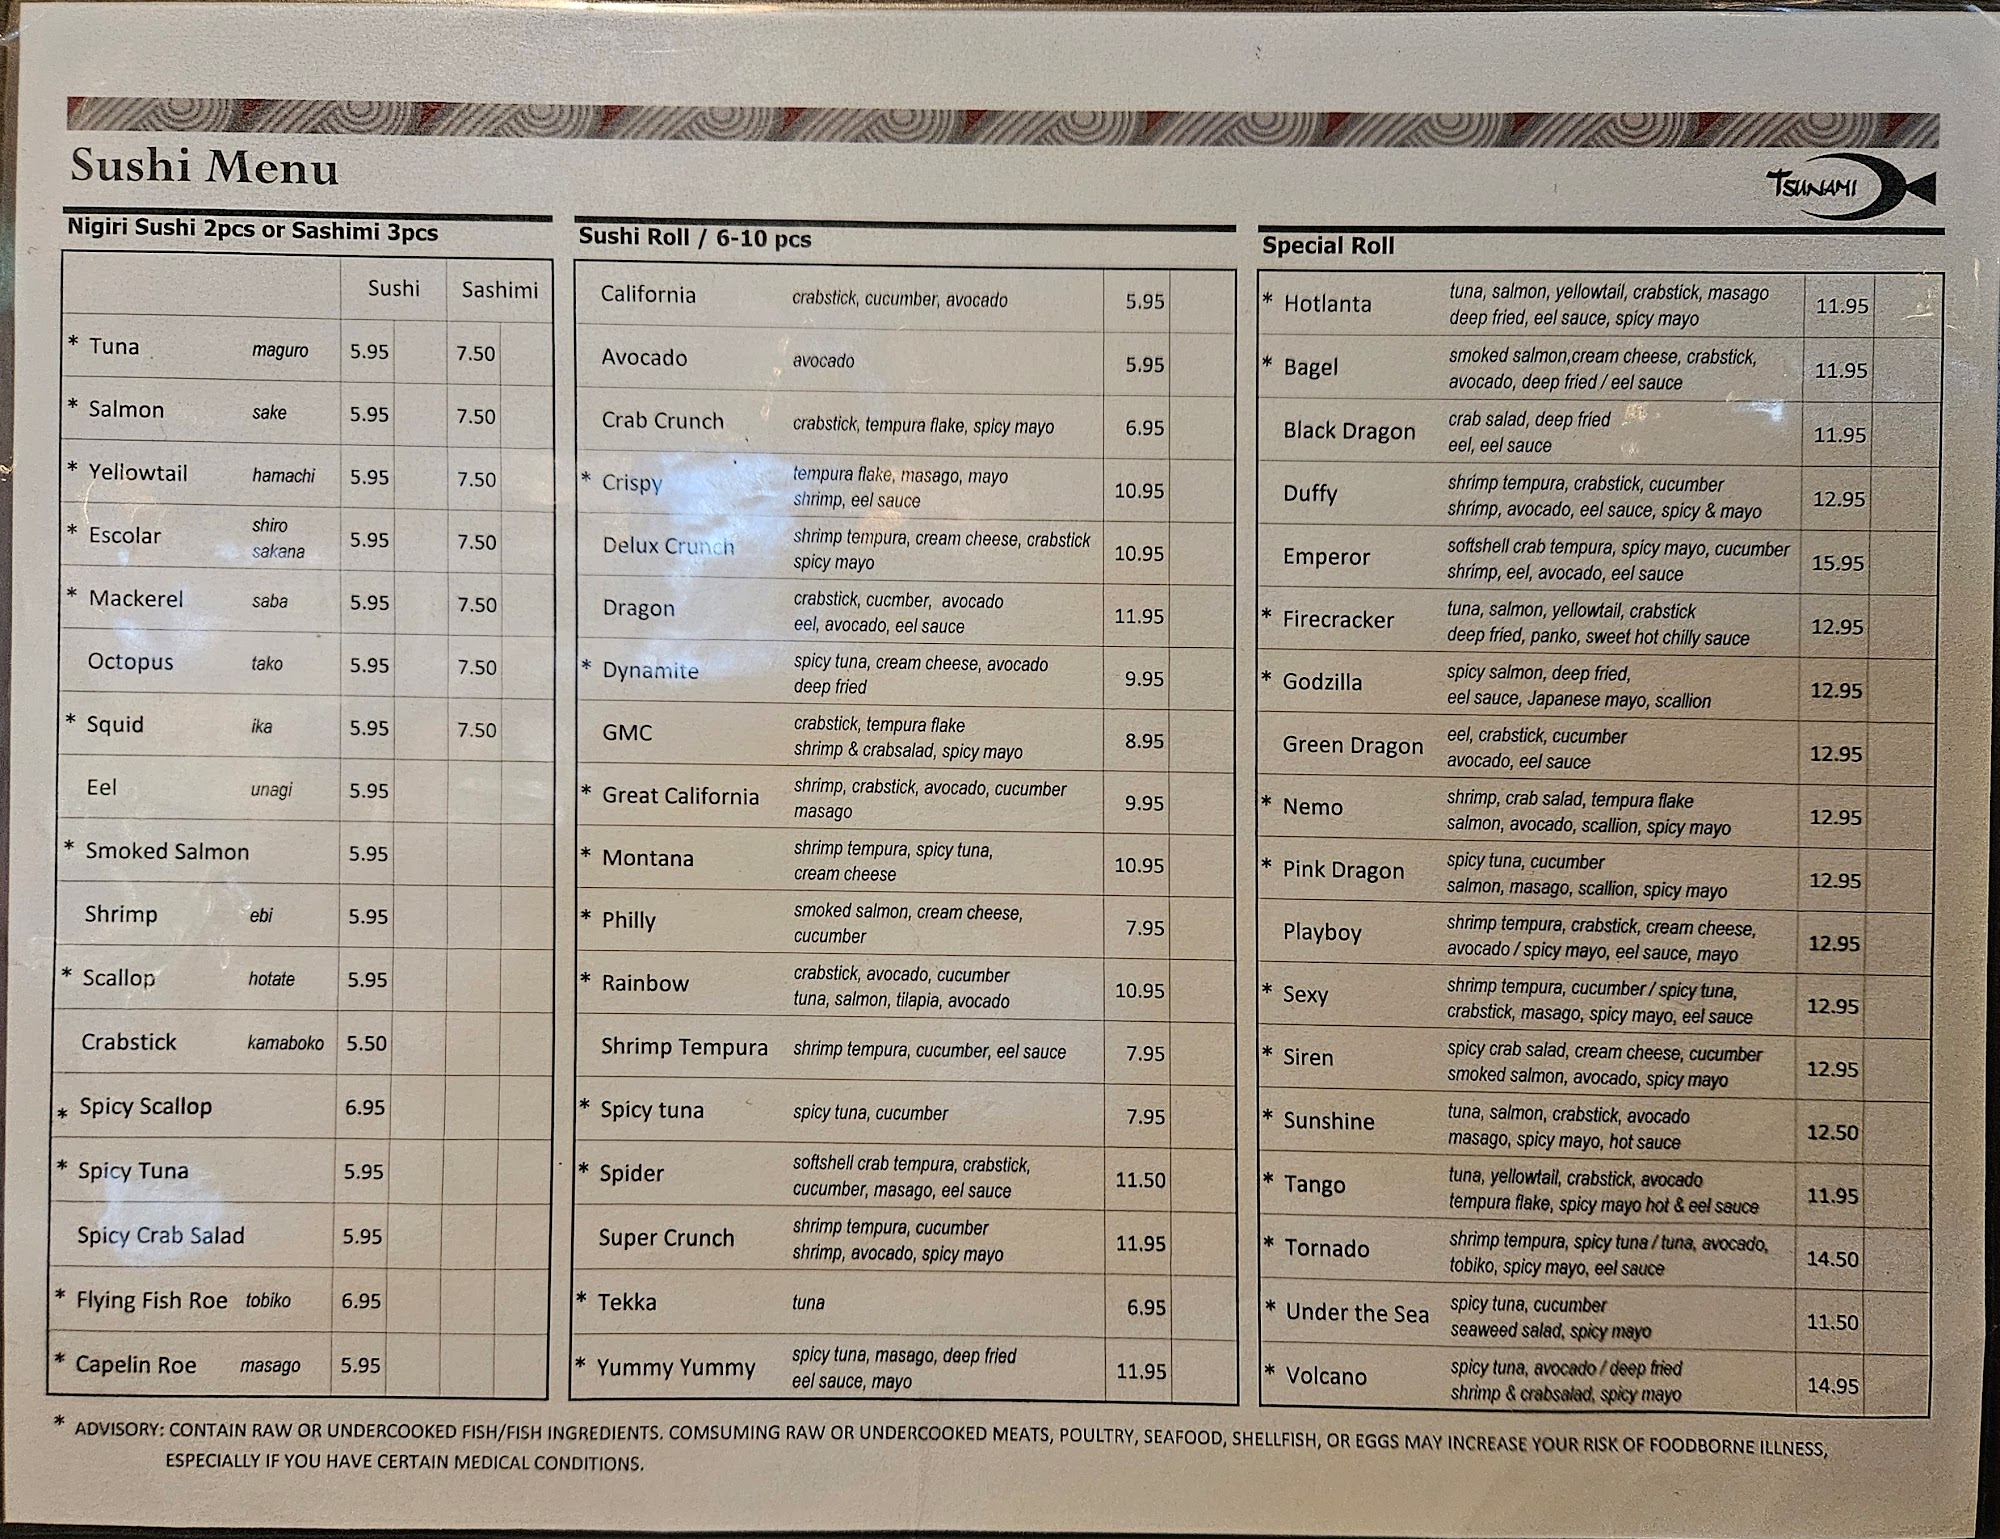 Sushi Menu
TSUNAMI
Nigiri Sushi 2pcs or Sashimi 3pcs
Sushi Sashimi
* Tuna maguro 5.95 7.50
* Salmon sake 5.95 7.50
* Yellowtail hamachi 5.95 7.50
* Escolar shiro sakana 5.95 7.50
* Mackerel saba 5.95 7.50
Octopus tako 5.95 7.50
* Squid ika 5.95 7.50
Eel unagi 5.95
* Smoked Salmon 5.95
Shrimp ebi 5.95
* Scallop hotate 5.95
Crabstick kamaboko 5.50
* Spicy Scallop 6.95
* Spicy Tuna 5.95
Spicy Crab Salad 5.95
* Flying Fish Roe tobiko 6.95
* Capelin Roe masago 5.95
Sushi Roll / 6-10 pcs
California crabstick, cucumber, avocado 5.95
Avocado avocado 5.95
Crab Crunch crabstick, tempura flake, spicy mayo 6.95
* Crispy tempura flake, masago, mayo
shrimp, eel sauce 10.95
Delux Crunch shrimp tempura, cream cheese, crabstick
spicy mayo 10.95
Dragon crabstick, cucmber, avocado
eel, avocado, eel sauce 11.95
* Dynamite spicy tuna, cream cheese, avocado
deep fried 9.95
GMC crabstick, tempura flake
shrimp & crabsalad, spicy mayo 8.95
* Great California shrimp, crabstick, avocado, cucumber
masago 9.95
* Montana shrimp tempura, spicy tuna,
cream cheese 10.95
* Philly smoked salmon, cream cheese,
cucumber 7.95
* Rainbow crabstick, avocado, cucumber
tuna, salmon, tilapia, avocado 10.95
Shrimp Tempura shrimp tempura, cucumber, eel sauce 7.95
* Spicy tuna spicy tuna, cucumber 7.95
* Spider softshell crab tempura, crabstick,
cucumber, masago, eel sauce 11.50
Super Crunch shrimp tempura, cucumber
shrimp, avocado, spicy mayo 11.95
* Tekka tuna 6.95
* Yummy Yummy spicy tuna, masago, deep fried
eel sauce, mayo 11.95
Special Roll
* Hotlanta tuna, salmon, yellowtail, crabstick, masago
deep fried, eel sauce, spicy mayo 11.95
* Bagel smoked salmon,cream cheese, crabstick,
avocado, deep fried / eel sauce 11.95
Black Dragon crab salad, deep fried
eel, eel sauce 11.95
Duffy shrimp tempura, crabstick, cucumber
shrimp, avocado, eel sauce, spicy & mayo 12.95
Emperor softshell crab tempura, spicy mayo, cucumber
shrimp, eel, avocado, eel sauce 15.95
* Firecracker tuna, salmon, yellowtail, crabstick
deep fried, panko, sweet hot chilly sauce 12.95
* Godzilla spicy salmon, deep fried,
eel sauce, Japanese mayo, scallion 12.95
Green Dragon eel, crabstick, cucumber
avocado, eel sauce 12.95
* Nemo shrimp, crab salad, tempura flake
salmon, avocado, scallion, spicy mayo 12.95
* Pink Dragon spicy tuna, cucumber
salmon, masago, scallion, spicy mayo 12.95
Playboy shrimp tempura, crabstick, cream cheese,
avocado / spicy mayo, eel sauce, mayo 12.95
* Sexy shrimp tempura, cucumber / spicy tuna,
crabstick, masago, spicy mayo, eel sauce 12.95
* Siren spicy crab salad, cream cheese, cucumber
smoked salmon, avocado, spicy mayo 12.95
* Sunshine tuna, salmon, crabstick, avocado
masago, spicy mayo, hot sauce 12.50
* Tango tuna, yellowtail, crabstick, avocado
tempura flake, spicy mayo hot & eel sauce 11.95
* Tornado shrimp tempura, spicy tuna / tuna, avocado,
tobiko, spicy mayo, eel sauce 14.50
* Under the Sea spicy tuna, cucumber
seaweed salad, spicy mayo 11.50
* Volcano spicy tuna, avocado / deep fried
shrimp & crabsalad, spicy mayo 14.95
* ADVISORY: CONTAIN RAW OR UNDERCOOKED FISH/FISH INGREDIENTS. COMSUMING RAW OR UNDERCOOKED MEATS, POULTRY, SEAFOOD, SHELLFISH, OR EGGS MAY INCREASE YOUR RISK OF FOODBORNE ILLNESS,
ESPECIALLY IF YOU HAVE CERTAIN MEDICAL CONDITIONS.